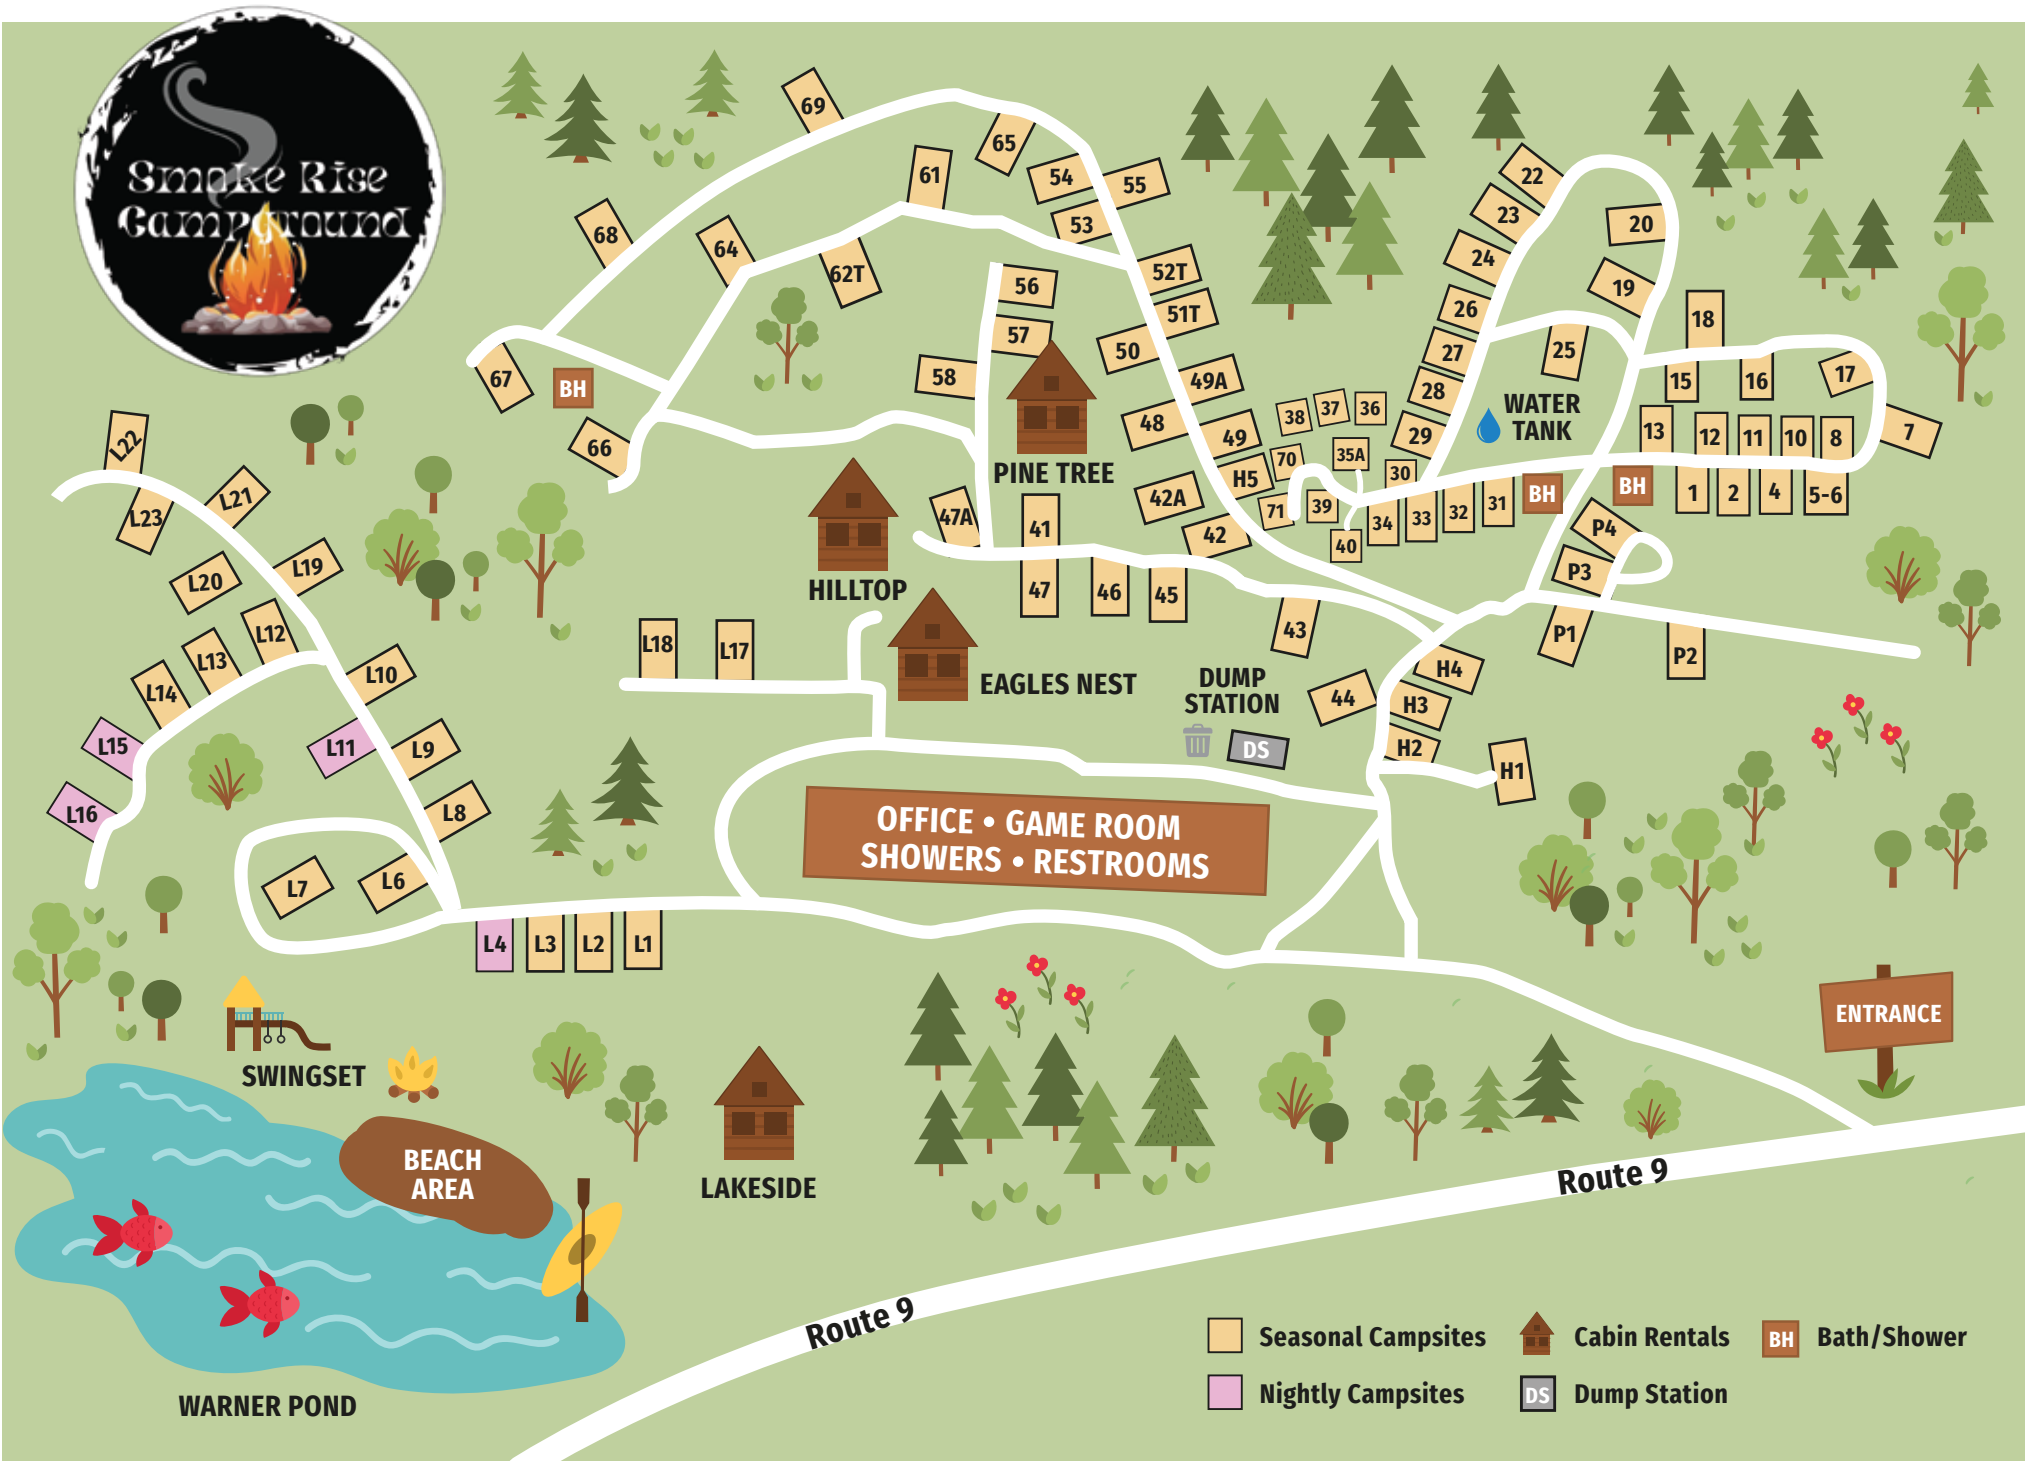 Smoke Rise
Campground
69
65
61
54
55
53
68
64
62T
52T
56
51T
57
50
58
49A
67
BH
48
49
66
PINE TREE
H5
47A
41
42A
42
HILLTOP
47
46
45
43
22
23
20
24
19
26
18
27
25
28
15
16
17
38
37
36
WATER
TANK
29
13
12
11
10
8
7
70
35A
30
71
39
40
34
33
32
31
BH
BH
1
2
4
5-6
P4
P3
P1
P2
L22
L23
L21
L20
L19
L12
L13
L14
L10
L15
L11
L9
L16
L8
L7
L6
L18
L17
EAGLES NEST
DUMP
STATION
DS
44
H4
H3
H2
H1
OFFICE • GAME ROOM
SHOWERS • RESTROOMS
L4
L3
L2
L1
ENTRANCE
SWINGSET
BEACH
AREA
LAKESIDE
WARNER POND
Route 9
Route 9
Seasonal Campsites
Cabin Rentals
BH
Bath/Shower
Nightly Campsites
DS
Dump Station